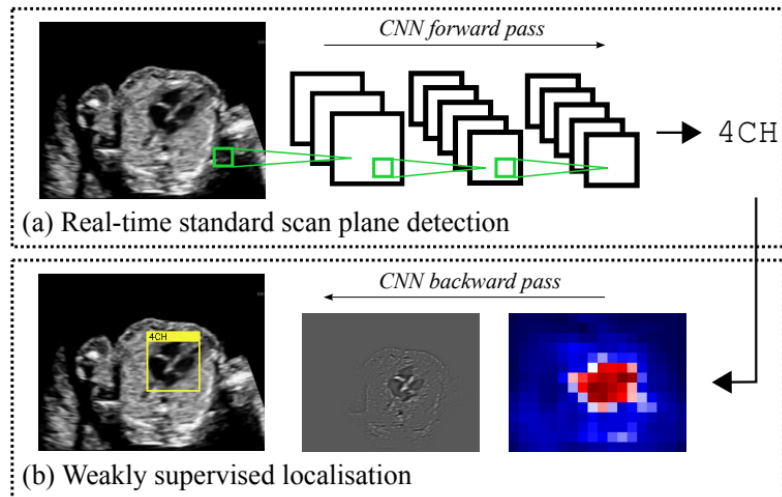 CNN forward pass
4CH
(a) Real-time standard scan plane detection
CNN backward pass
4CH
(b) Weakly supervised localisation